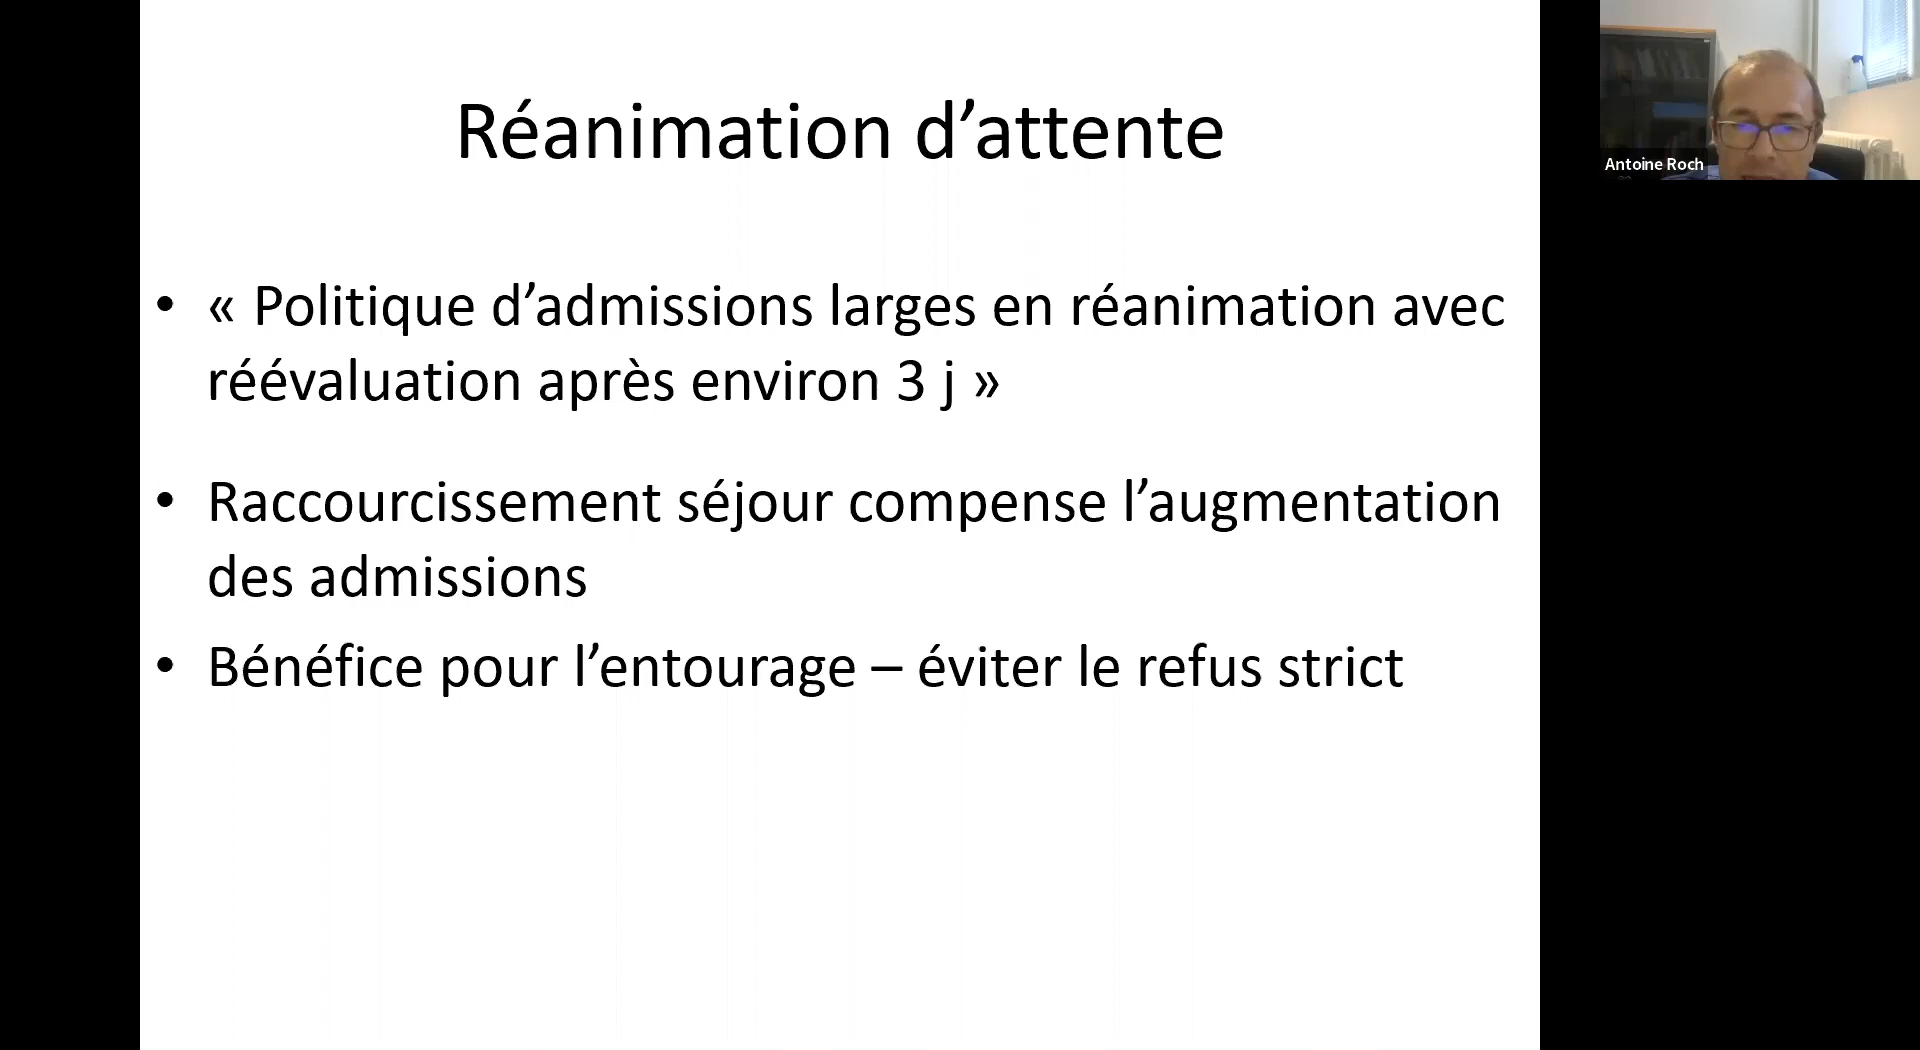 Réanimation d’attente
• « Politique d’admissions larges en réanimation avec
réévaluation après environ 3 j »
• Raccourcissement séjour compense l’augmentation
des admissions
• Bénéfice pour l’entourage – éviter le refus strict
Antoine Roch